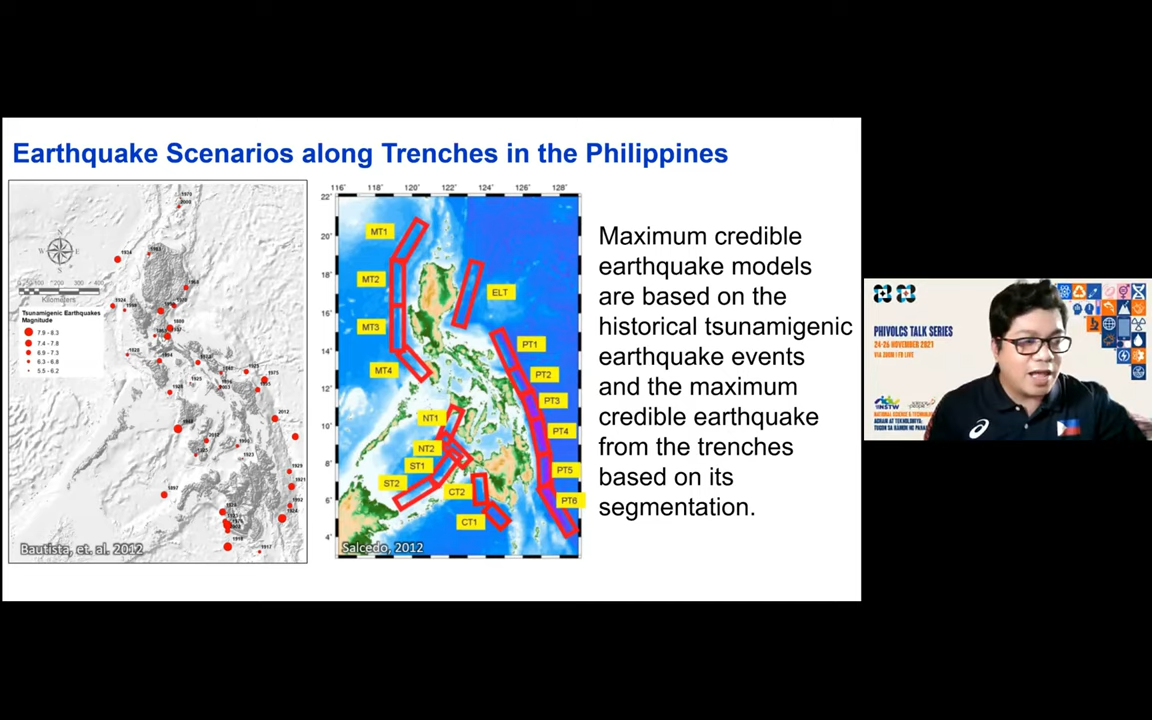 Earthquake Scenarios along Trenches in the Philippines
Kilometers
Tsunamigenic Earthquakes
Magnitude
7.9 - 8.3
7.4 - 7.8
6.9 - 7.3
6.3 - 6.8
5.5 - 6.2
Bautista, et. al. 2012
116° 118° 120° 122° 124° 126° 128°
22°
20°
18°
16°
14°
12°
10°
8°
6°
4°
MT1
MT2
MT3
MT4
ELT
PT1
PT2
PT3
PT4
PT5
PT6
NT1
NT2
ST1
ST2
CT2
CT1
Salcedo, 2012
Maximum credible
earthquake models
are based on the
historical tsunamigenic
earthquake events
and the maximum
credible earthquake
from the trenches
based on its
segmentation.
PHIVOLCS TALK SERIES
24-26 NOVEMBER 2021
VIA ZOOM I FB LIVE
NSTW